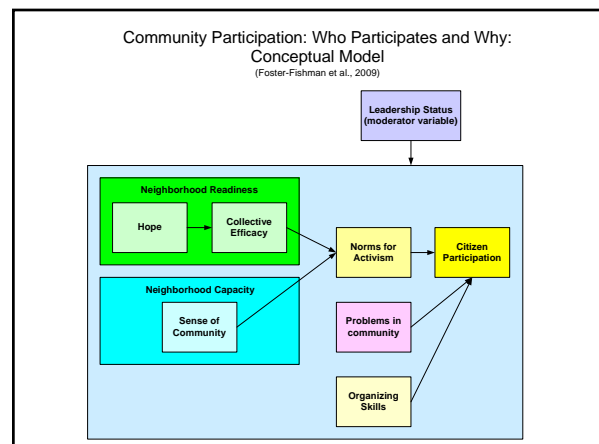 Community Participation: Who Participates and Why:
Conceptual Model
(Foster-Fishman et al., 2009)
Leadership Status
(moderator variable)
Neighborhood Readiness
Hope
Collective
Efficacy
Norms for
Activism
Citizen
Participation
Neighborhood Capacity
Sense of
Community
Problems in
community
Organizing
Skills